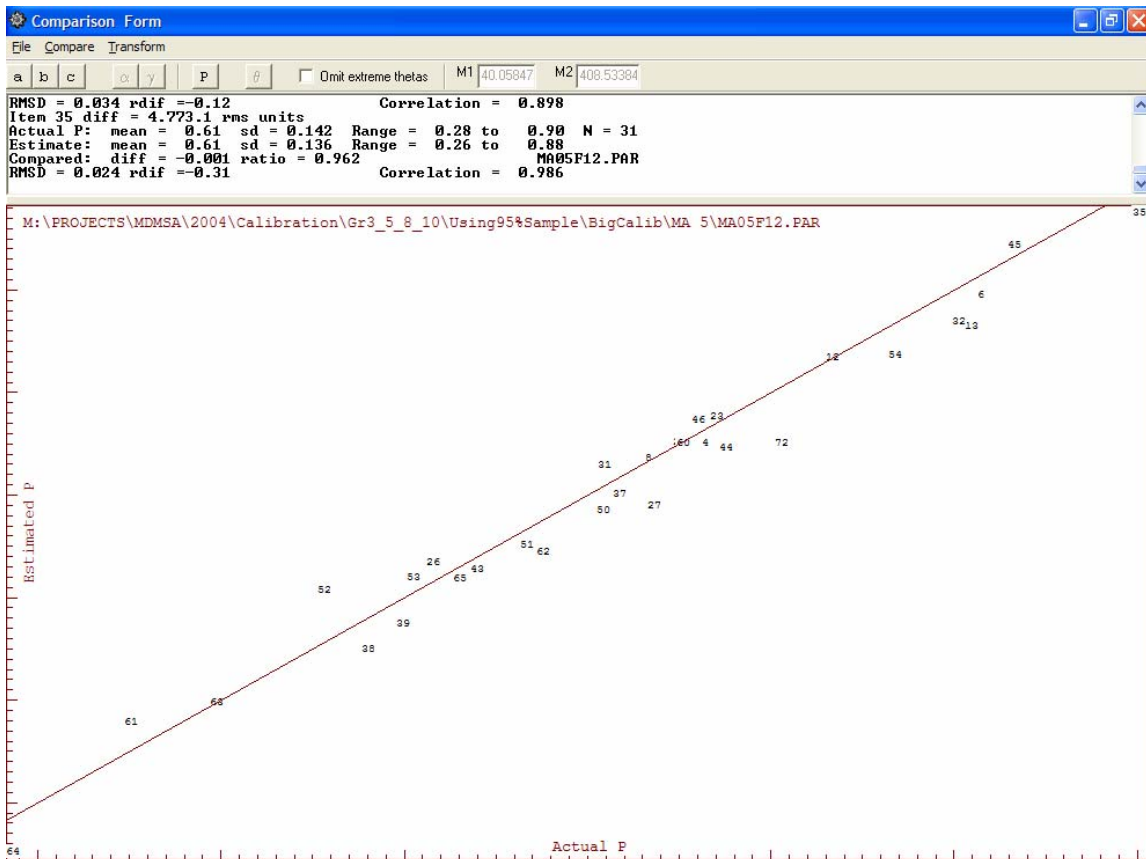 Comparison Form
File Compare Transform
a b c α γ P θ Omit extreme thetas M1 40.05847 M2 408.53384
RMSD = 0.034 rdif =-0.12 Correlation = 0.898
Item 35 diff = 4.773.1 rms units
Actual P: mean = 0.61 sd = 0.142 Range = 0.28 to 0.90 N = 31
Estimate: mean = 0.61 sd = 0.136 Range = 0.26 to 0.88
Compared: diff = -0.001 ratio = 0.962 MA05F12.PAR
RMSD = 0.024 rdif =-0.31 Correlation = 0.986
35
M:\PROJECTS\MDMSA\2004\Calibration\Gr3_5_8_10\Using95%Sample\BigCalib\MA 5\MA05F12.PAR
45
6
32 13
12 54
46 23
60 4 44 72
31 8
37
50 27
51 62
26
53 65 43
52
39
38
61
64
Estimated P
Actual P